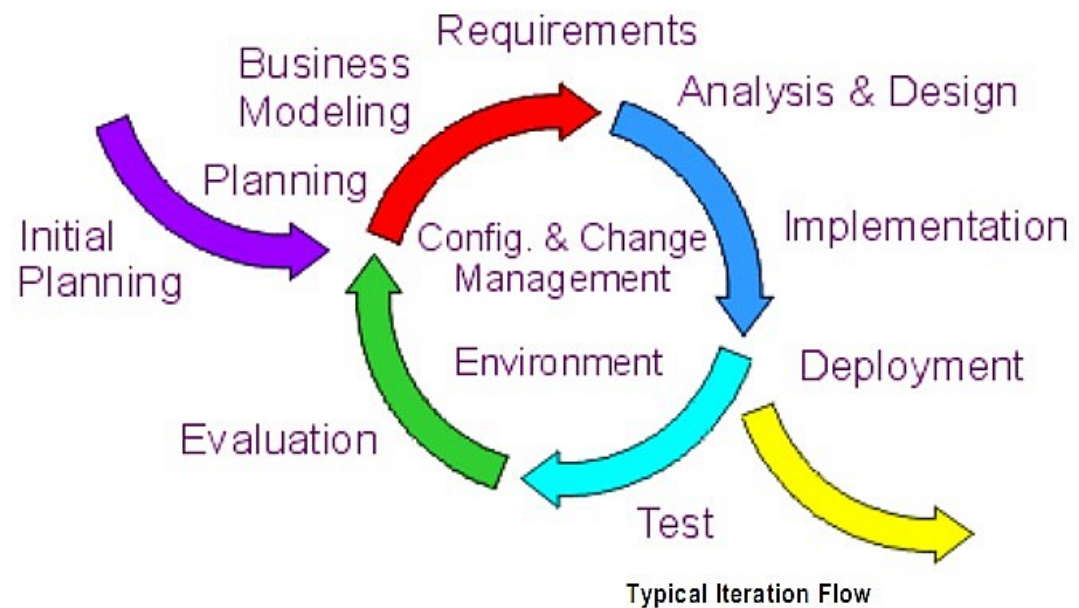 Requirements
Business
Modeling
Analysis & Design
Planning
Initial
Planning
Config. & Change
Management
Implementation
Environment
Deployment
Evaluation
Test
Typical Iteration Flow